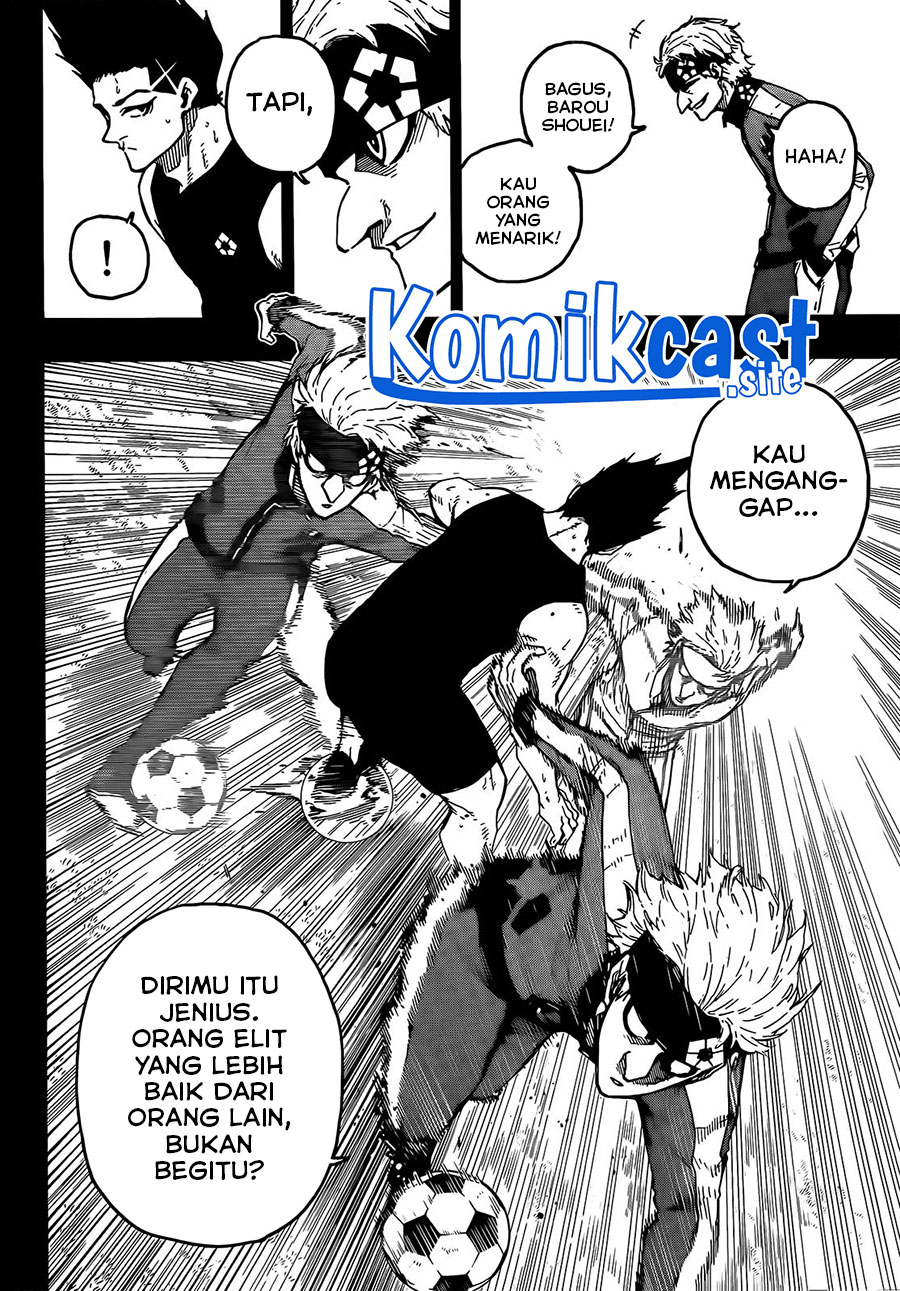 HAHA!
BAGUS,
BAROU
SHOUEI!
KAU
ORANG
YANG
MENARIK!
TAPI,
!
Komikcast
.site
KAU
MENGANG-
GAP...
DIRIMU ITU
JENIUS.
ORANG ELIT
YANG LEBIH
BAIK DARI
ORANG LAIN,
BUKAN
BEGITU?